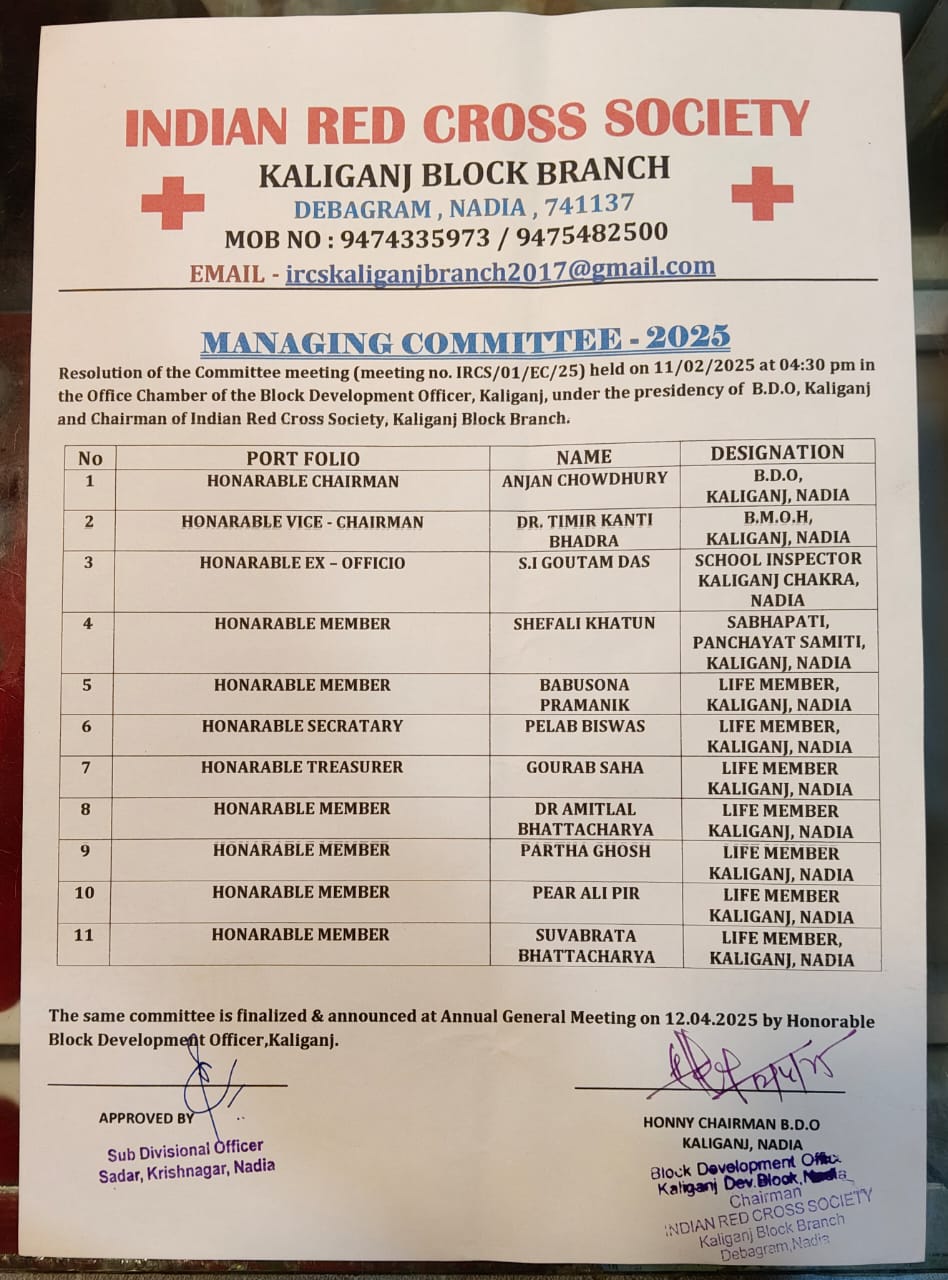 INDIAN RED CROSS SOCIETY
KALIGANJ BLOCK BRANCH
DEBAGRAM , NADIA , 741137
MOB NO : 9474335973 / 9475482500
EMAIL - ircskaliganjbranch2017@gmail.com
MANAGING COMMITTEE - 2025
Resolution of the Committee meeting (meeting no. IRCS/01/EC/25) held on 11/02/2025 at 04:30 pm in
the Office Chamber of the Block Development Officer, Kaliganj, under the presidency of B.D.O, Kaliganj
and Chairman of Indian Red Cross Society, Kaliganj Block Branch.
No PORT FOLIO NAME DESIGNATION
1 HONARABLE CHAIRMAN ANJAN CHOWDHURY B.D.O,
KALIGANJ, NADIA
2 HONARABLE VICE - CHAIRMAN DR. TIMIR KANTI B.M.O.H,
BHADRA KALIGANJ, NADIA
3 HONARABLE EX – OFFICIO S.I GOUTAM DAS SCHOOL INSPECTOR
KALIGANJ CHAKRA,
NADIA
4 HONARABLE MEMBER SHEFALI KHATUN SABHAPATI,
PANCHAYAT SAMITI,
KALIGANJ, NADIA
5 HONARABLE MEMBER BABUSONA LIFE MEMBER,
PRAMANIK KALIGANJ, NADIA
6 HONARABLE SECRATARY PELAB BISWAS LIFE MEMBER,
KALIGANJ, NADIA
7 HONARABLE TREASURER GOURAB SAHA LIFE MEMBER
KALIGANJ, NADIA
8 HONARABLE MEMBER DR AMITLAL LIFE MEMBER
BHATTACHARYA KALIGANJ, NADIA
9 HONARABLE MEMBER PARTHA GHOSH LIFE MEMBER
KALIGANJ, NADIA
10 HONARABLE MEMBER PEAR ALI PIR LIFE MEMBER
KALIGANJ, NADIA
11 HONARABLE MEMBER SUVABRATA LIFE MEMBER,
BHATTACHARYA KALIGANJ, NADIA
The same committee is finalized & announced at Annual General Meeting on 12.04.2025 by Honorable
Block Development Officer,Kaliganj.
12/4/25
APPROVED BY
Sub Divisional Officer
Sadar, Krishnagar, Nadia
HONNY CHAIRMAN B.D.O
KALIGANJ, NADIA
Block Development
Kaliganj Dev.Block,
Chairman
INDIAN RED CROSS SOCIETY
Kaliganj Block Branch
Debagram,Nadia